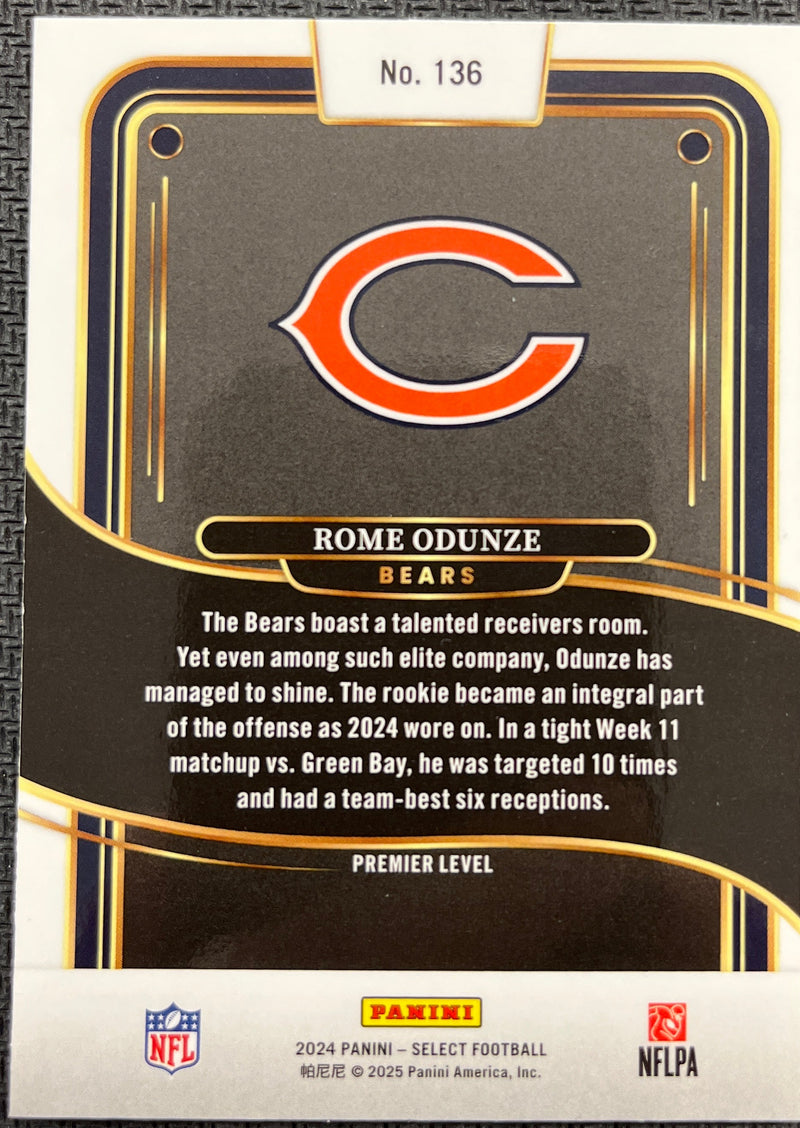 No. 136
ROME ODUNZE
BEARS
The Bears boast a talented receivers room.
Yet even among such elite company, Odunze has
managed to shine. The rookie became an integral part
of the offense as 2024 wore on. In a tight Week 11
matchup vs. Green Bay, he was targeted 10 times
and had a team-best six receptions.
PREMIER LEVEL
NFL
PANINI
2024 PANINI – SELECT FOOTBALL
帕尼尼 © 2025 Panini America, Inc.
NFLPA